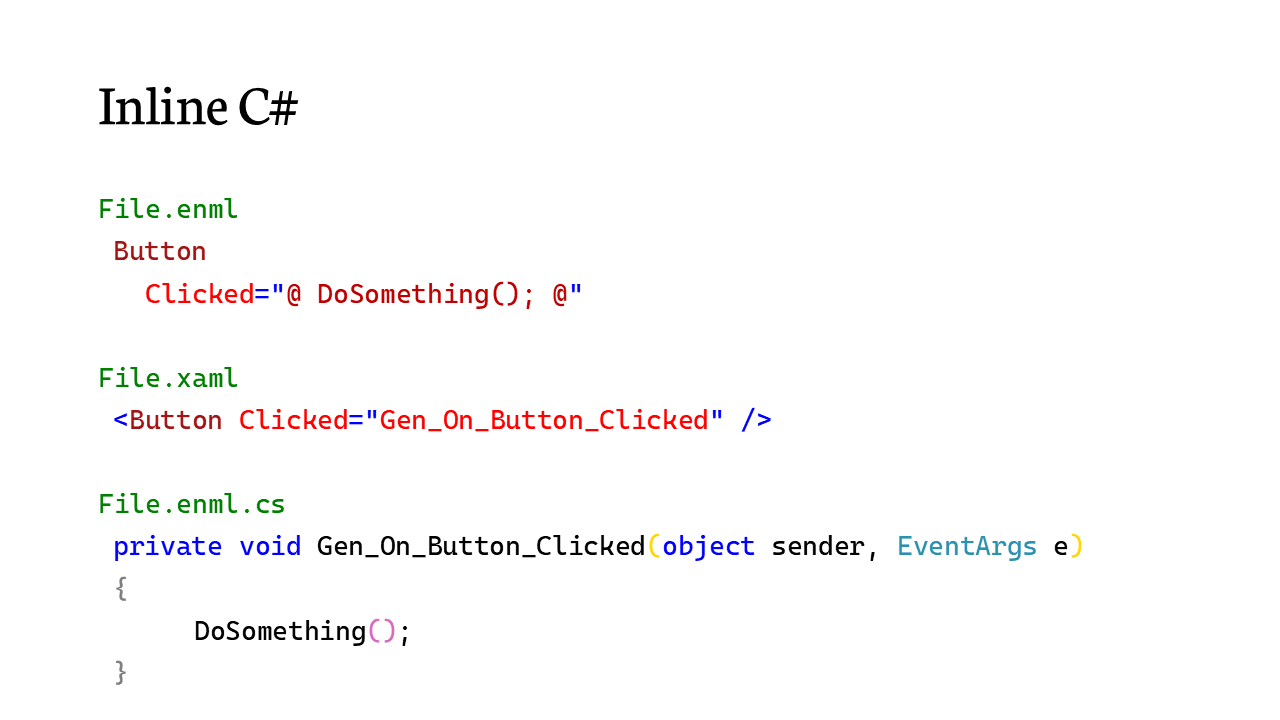 Inline C#
File.enml
Button
Clicked="@ DoSomething(); @"
File.xaml
<Button Clicked="Gen_On_Button_Clicked" />
File.enml.cs
private void Gen_On_Button_Clicked(object sender, EventArgs e)
{
DoSomething();
}